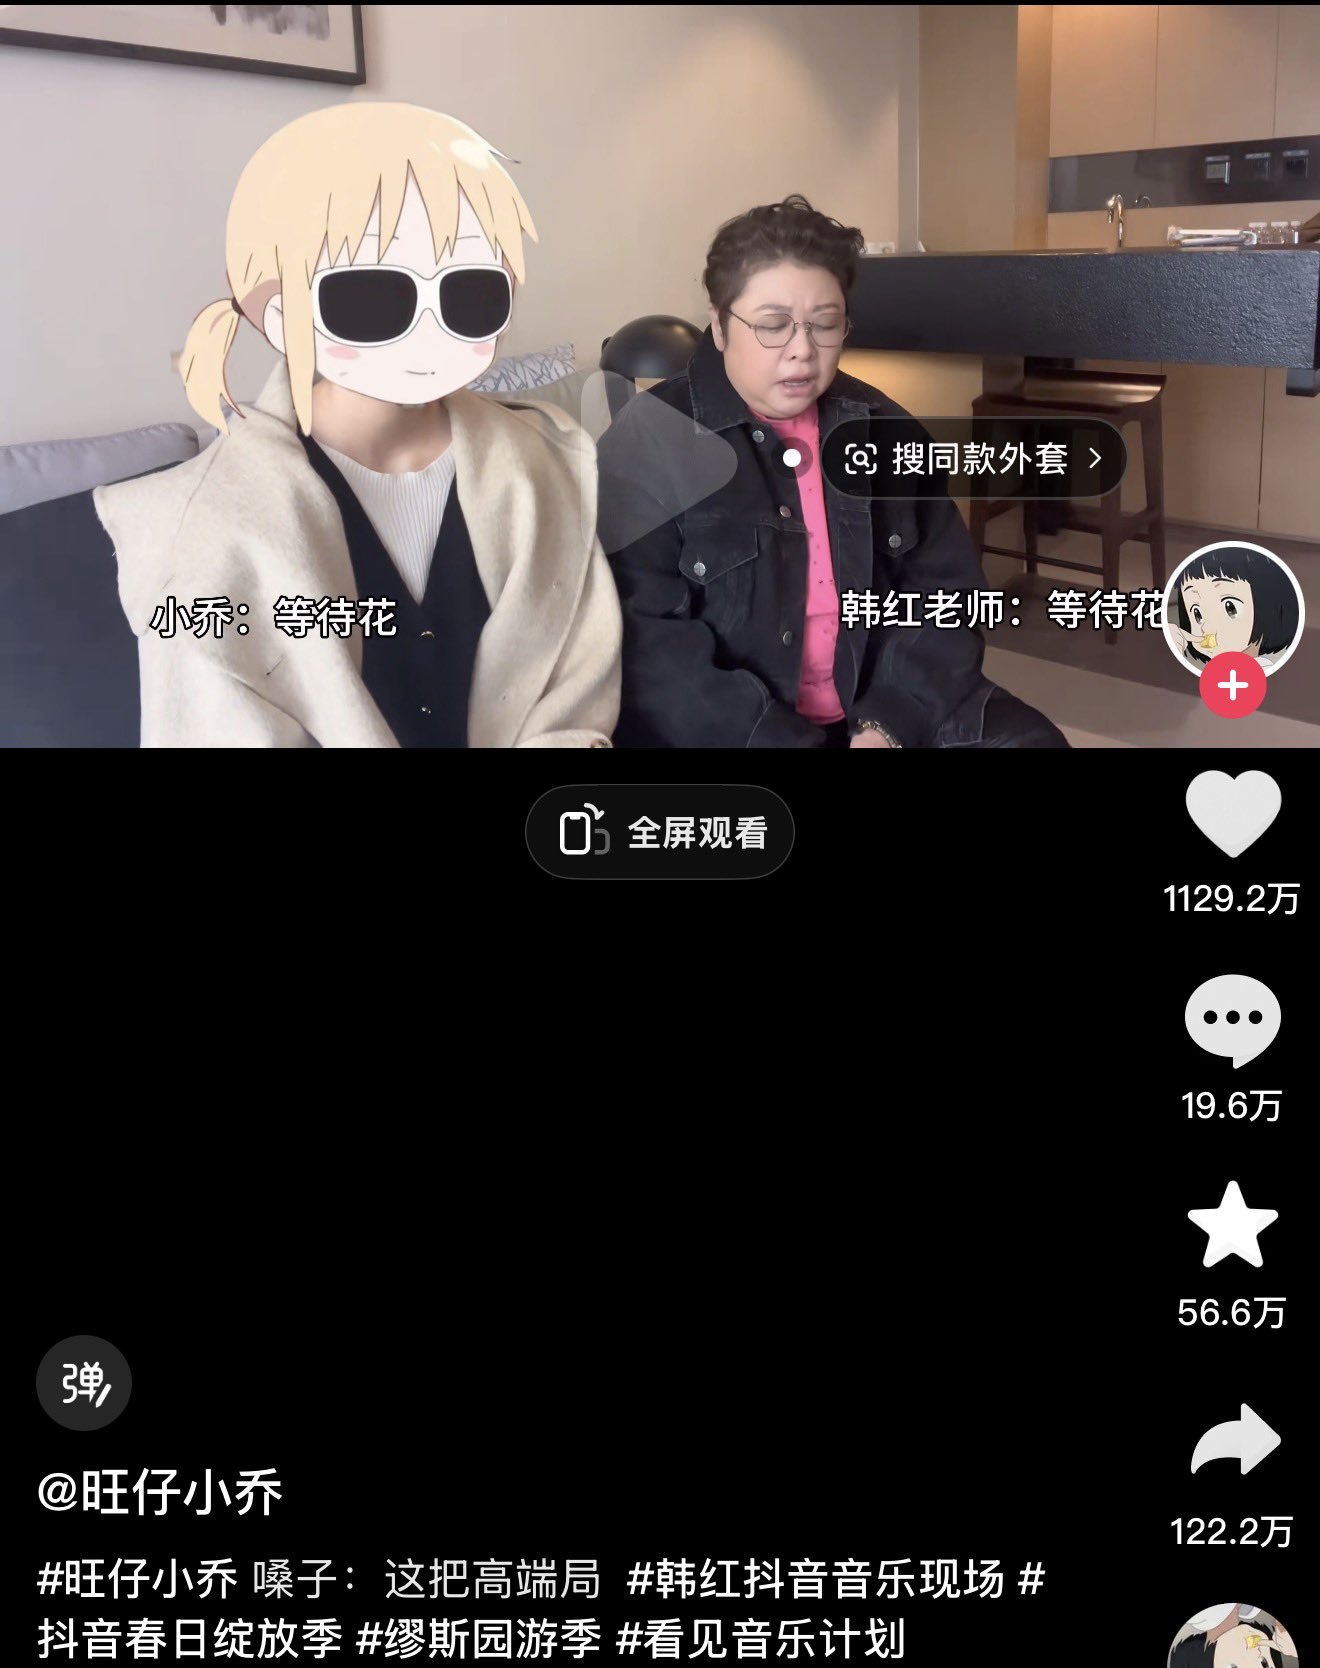 搜同款外套
小乔：等待花
韩红老师：等待花
全屏观看
1129.2万
19.6万
56.6万
弹
122.2万
@旺仔小乔
#旺仔小乔 嗓子：这把高端局 #韩红抖音音乐现场 #
抖音春日绽放季 #缪斯园游季 #看见音乐计划